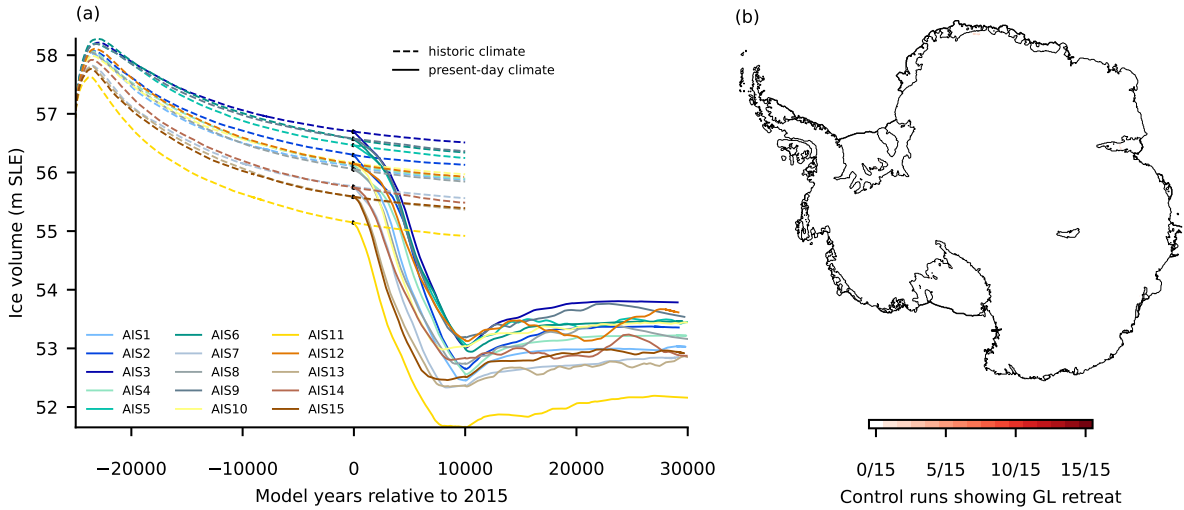 (a)
(b)
historic climate
present-day climate
58
57
56
55
54
53
52
Ice volume (m SLE)
AIS1 AIS6 AIS11
AIS2 AIS7 AIS12
AIS3 AIS8 AIS13
AIS4 AIS9 AIS14
AIS5 AIS10 AIS15
−20000 −10000 0 10000 20000 30000
Model years relative to 2015
0/15 5/15 10/15 15/15
Control runs showing GL retreat